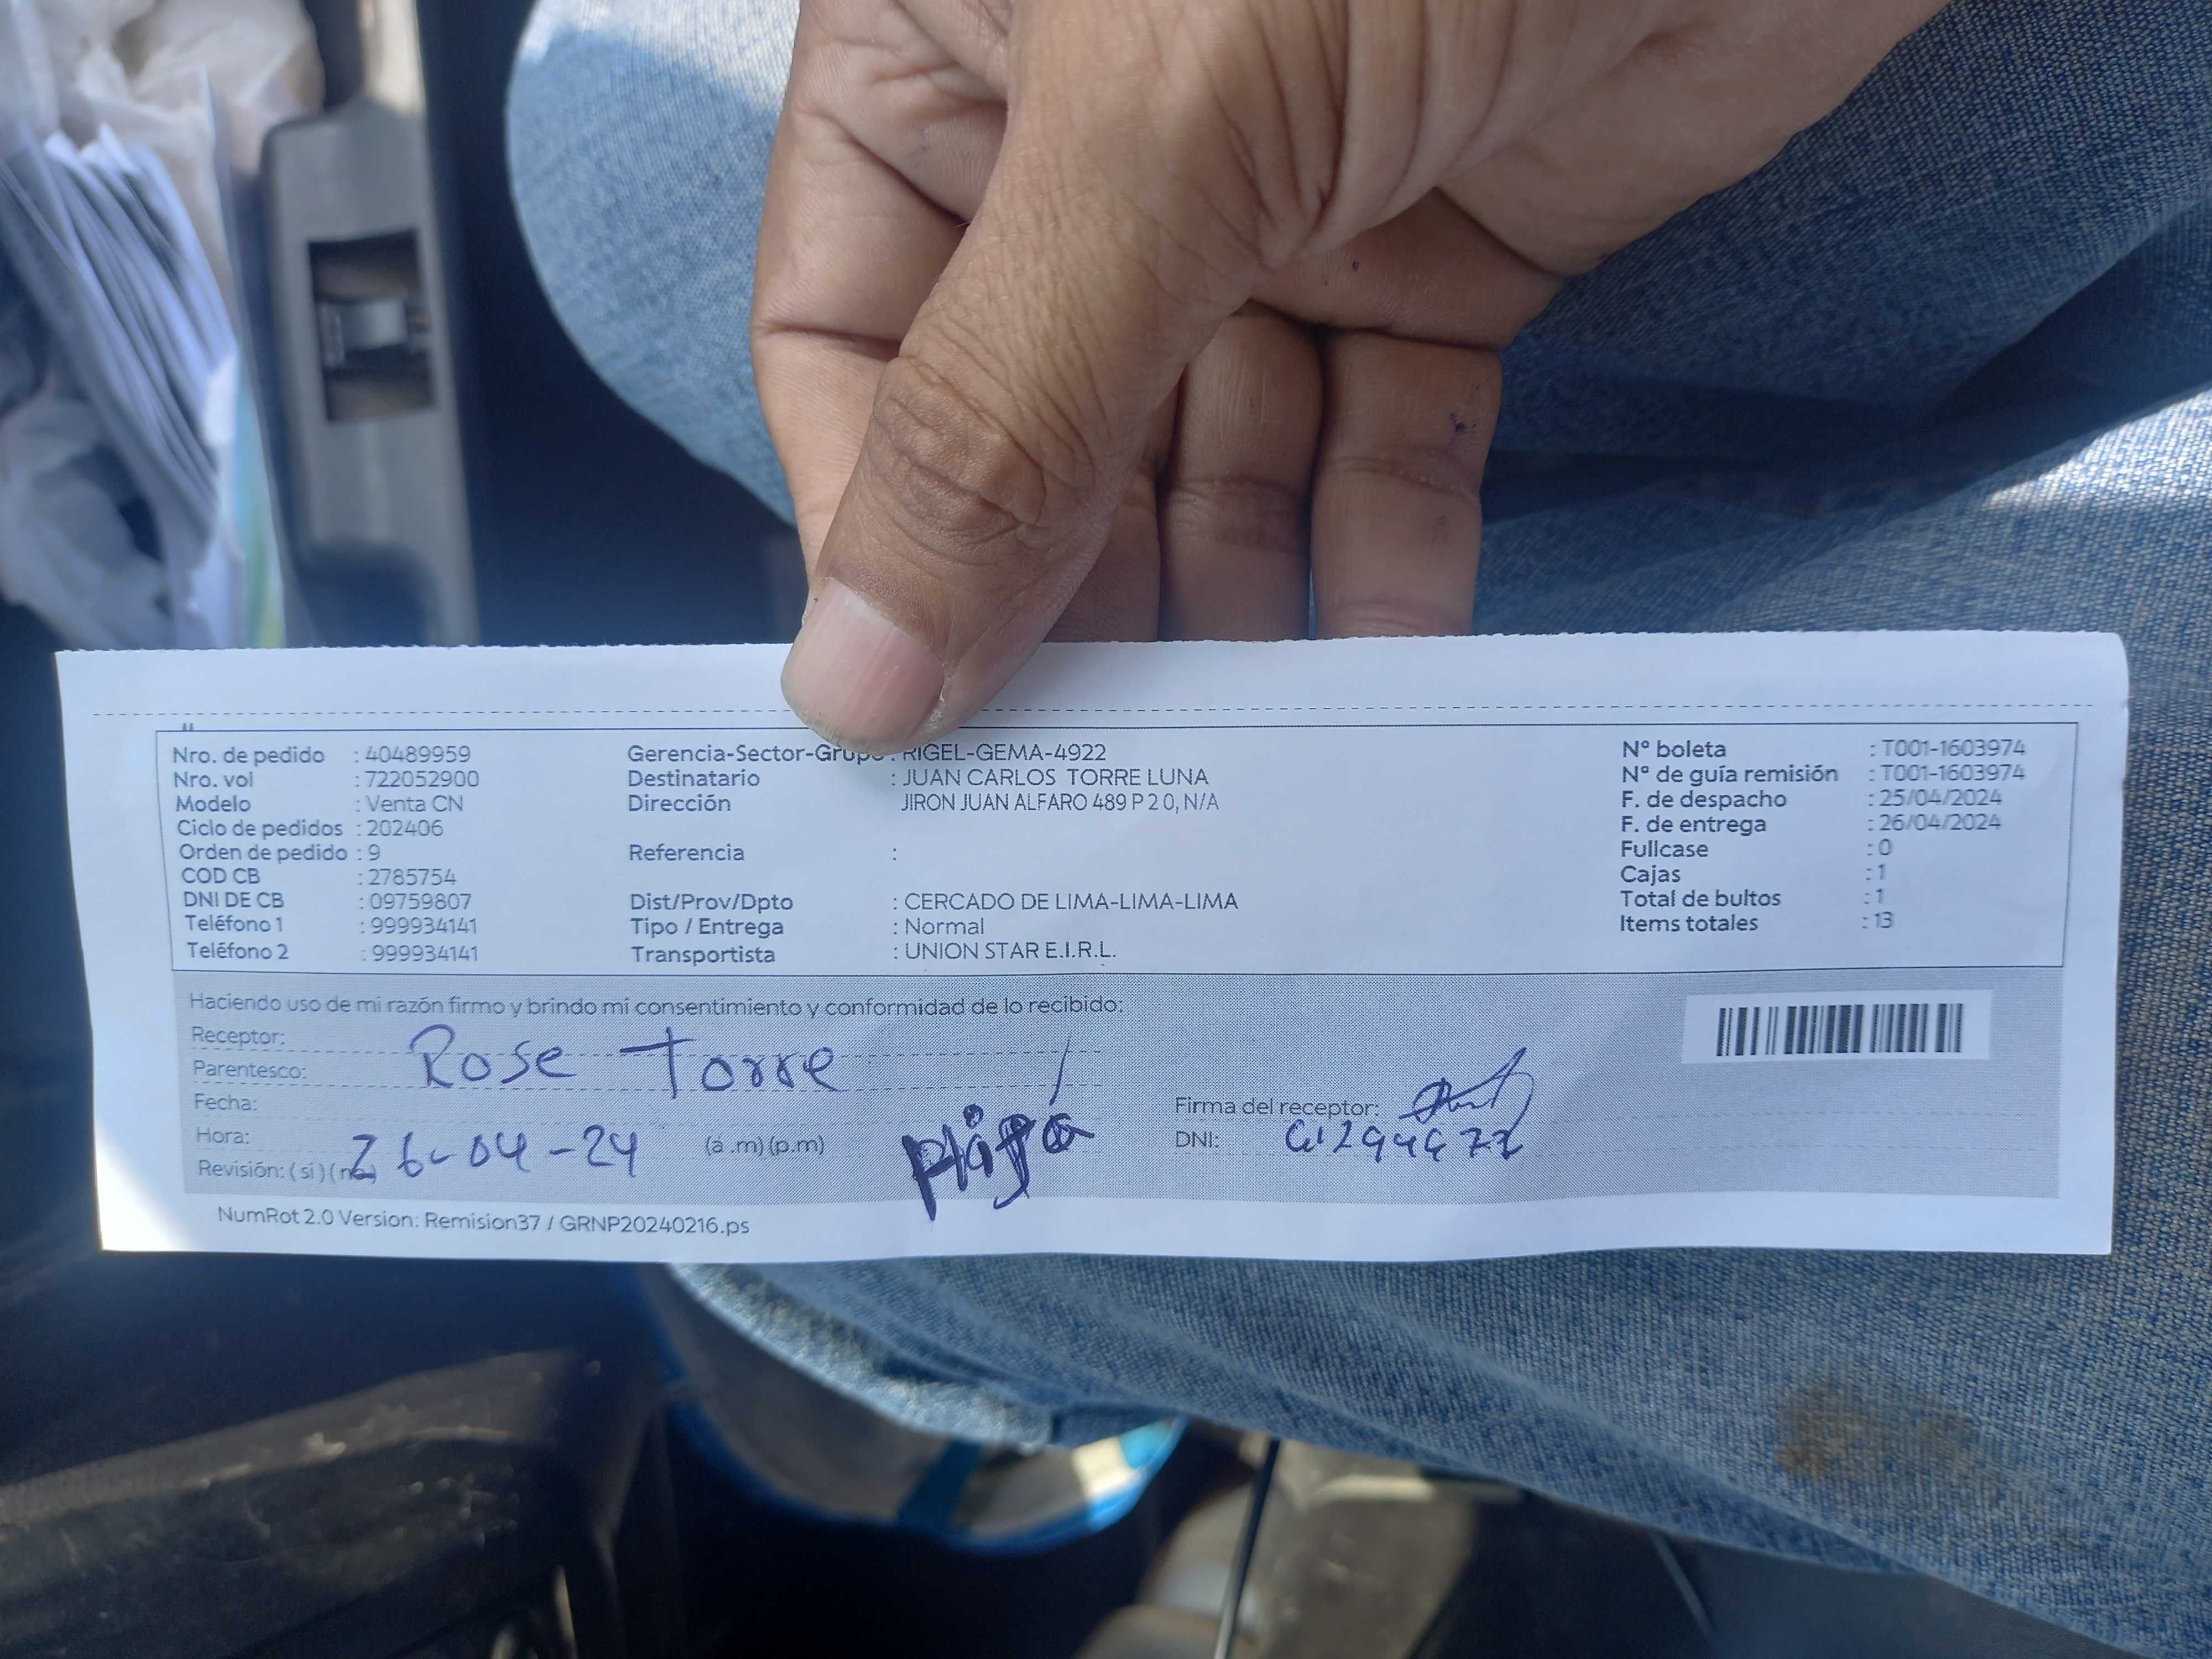 Nro. de pedido : 40489959
Nro. vol : 722052900
Modelo : Venta CN
Ciclo de pedidos : 202406
Orden de pedido : 9
COD CB : 2785754
DNI DE CB : 09759807
Teléfono 1 : 999934141
Teléfono 2 : 999934141
Gerencia-Sector-Grupo : RIGEL-GEMA-4922
Destinatario : JUAN CARLOS TORRE LUNA
Dirección JIRON JUAN ALFARO 489 P 2 0, N/A
Referencia :
Dist/Prov/Dpto : CERCADO DE LIMA-LIMA-LIMA
Tipo / Entrega : Normal
Transportista : UNION STAR E.I.R.L.
N° boleta : T001-1603974
N° de guía remisión : T001-1603974
F. de despacho : 25/04/2024
F. de entrega : 26/04/2024
Fullcase : 0
Cajas : 1
Total de bultos : 1
Items totales : 13
Haciendo uso de mi razón firmo y brindo mi consentimiento y conformidad de lo recibido:
Receptor:
Rose Torre
Parentesco:
Fecha:
Hora: 26-04-24 (a .m) (p.m)
Revisión: ( si ) ( no)
Firma del receptor:
DNI:
NumRot 2.0 Version: Remision37 / GRNP20240216.ps